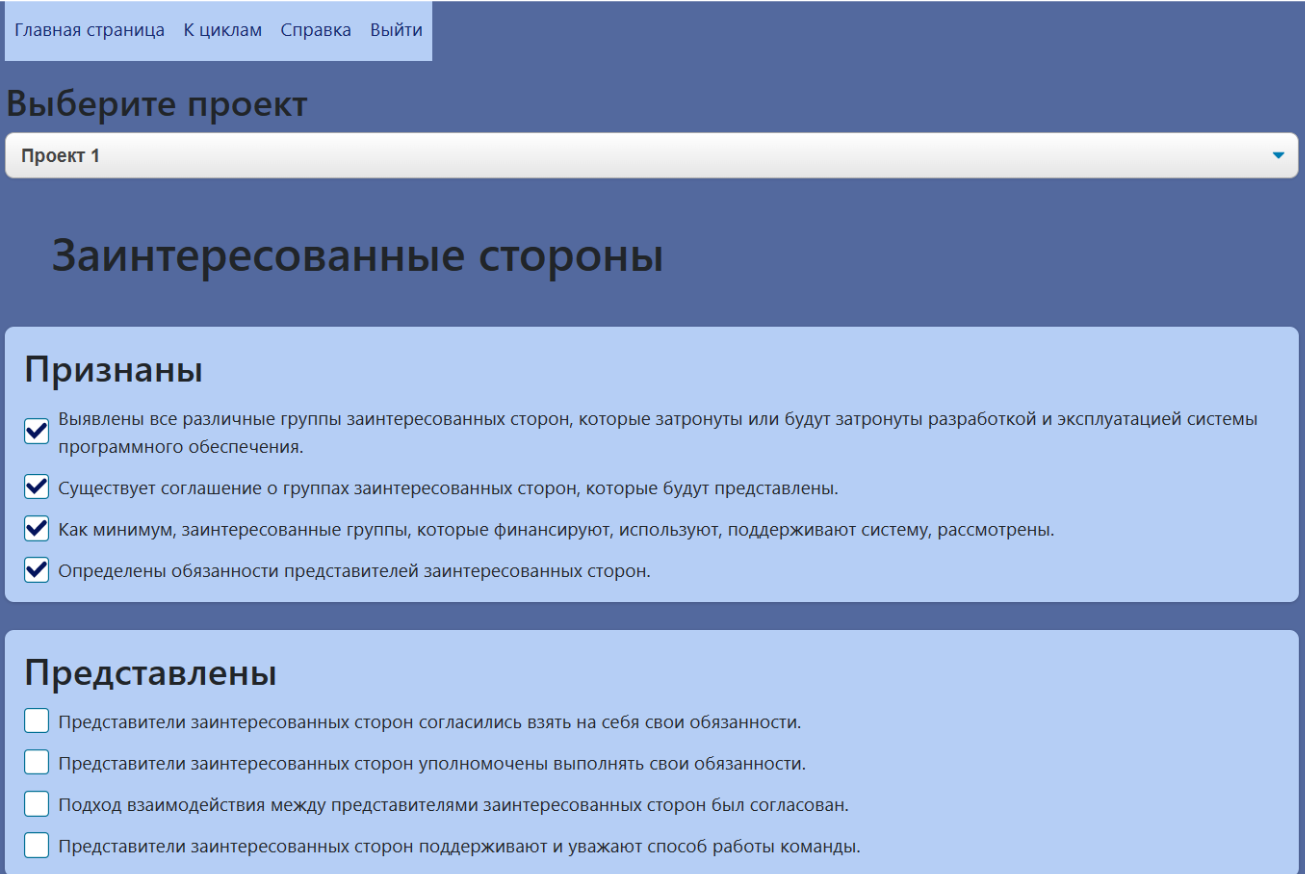 Главная страница К циклам Справка Выйти
Выберите проект
Проект 1
Заинтересованные стороны
Признаны
Выявлены все различные группы заинтересованных сторон, которые затронуты или будут затронуты разработкой и эксплуатацией системы
программного обеспечения.
Существует соглашение о группах заинтересованных сторон, которые будут представлены.
Как минимум, заинтересованные группы, которые финансируют, используют, поддерживают систему, рассмотрены.
Определены обязанности представителей заинтересованных сторон.
Представлены
Представители заинтересованных сторон согласились взять на себя свои обязанности.
Представители заинтересованных сторон уполномочены выполнять свои обязанности.
Подход взаимодействия между представителями заинтересованных сторон был согласован.
Представители заинтересованных сторон поддерживают и уважают способ работы команды.